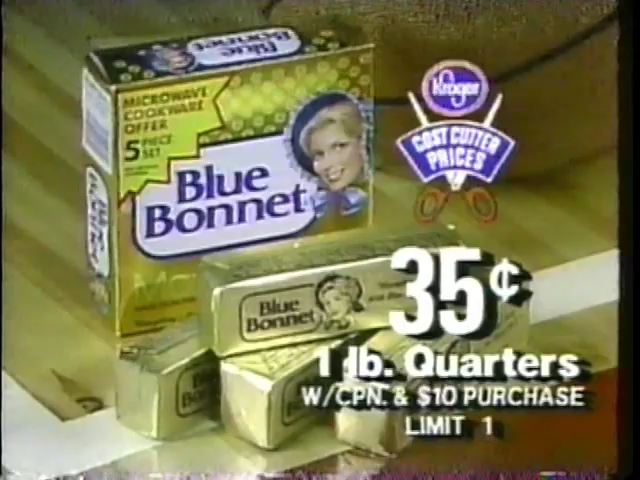 Blue
Bonnet
MICROWAVE
COOKWARE
OFFER
5 PIECE
SET
Blue
Bonnet
Kroger
COST CUTTER
PRICES
Blue
Bonnet
35¢
1 lb. Quarters
W/CPN. & $10 PURCHASE
LIMIT 1